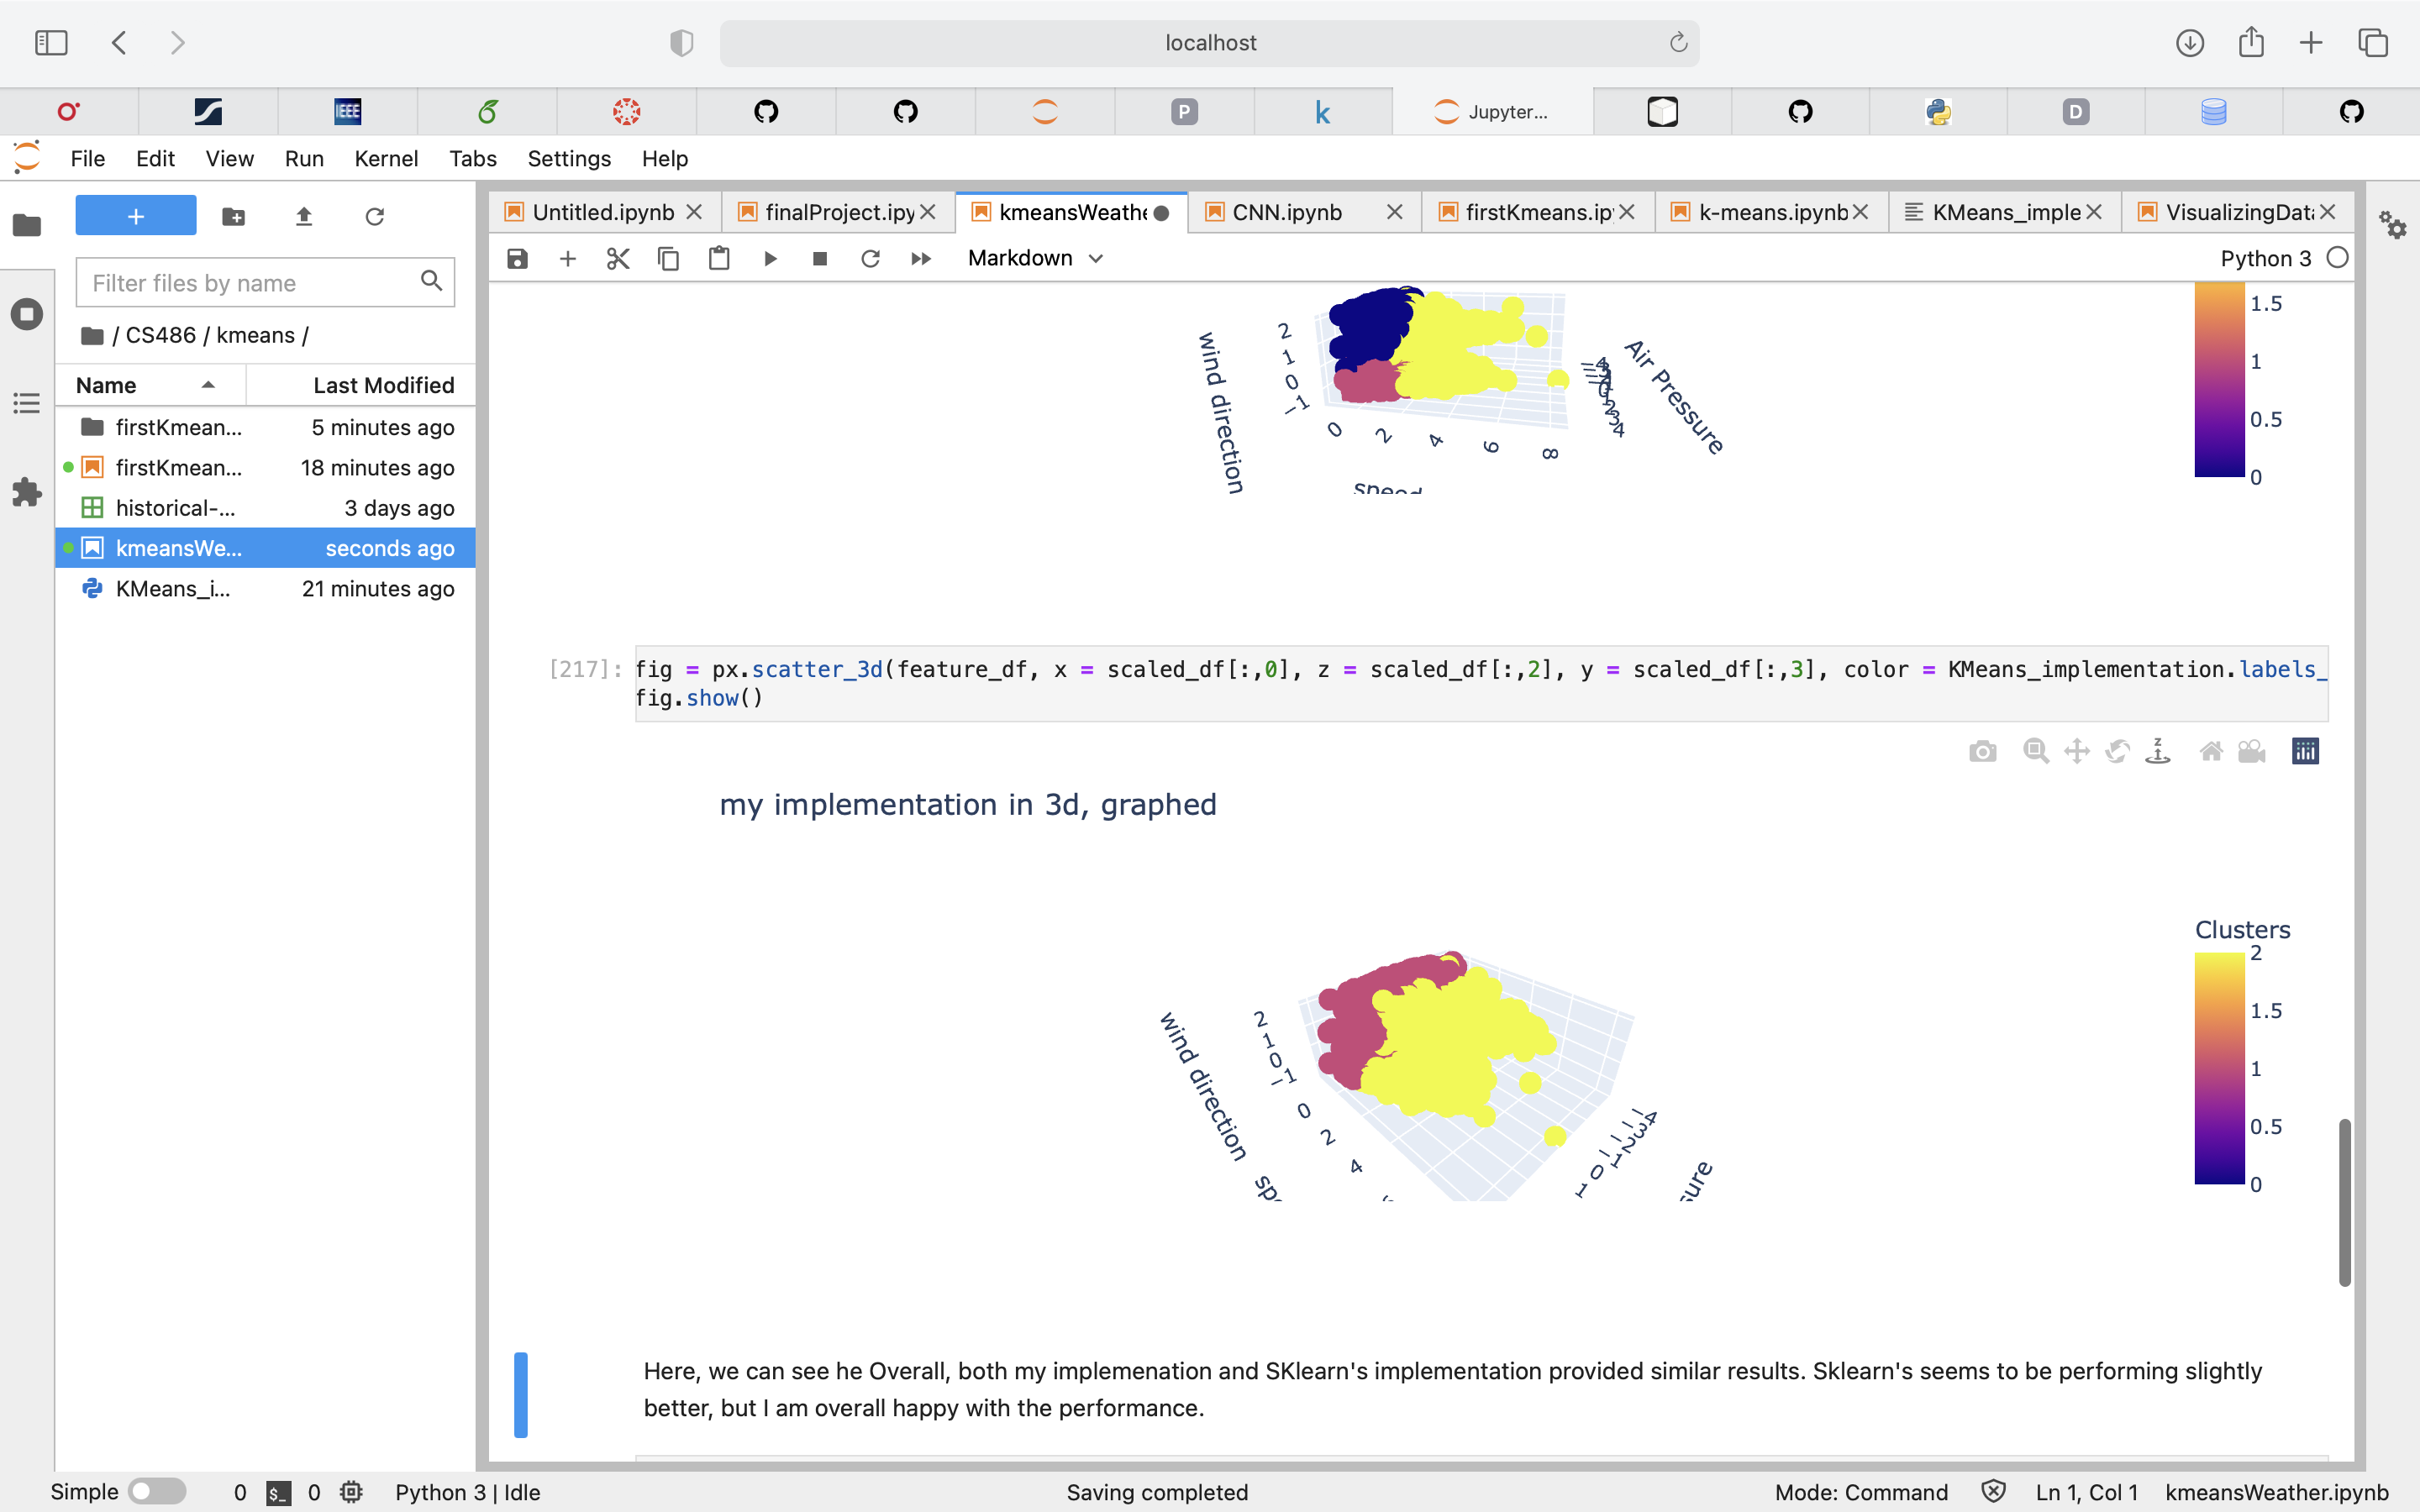 localhost
IEEE
P
k
Jupyter...
D
File Edit View Run Kernel Tabs Settings Help
Untitled.ipynb
finalProject.ipy
kmeansWeathe
CNN.ipynb
firstKmeans.ip
k-means.ipynb
KMeans_imple
VisualizingData
Markdown
Python 3
Filter files by name
/ CS486 / kmeans /
Name Last Modified
firstKmean... 5 minutes ago
firstKmean... 18 minutes ago
historical-... 3 days ago
kmeansWe... seconds ago
KMeans_i... 21 minutes ago
wind direction
2
1
0
−1
0 2 4 6 8
speed
Air Pressure
1.5
1
0.5
0
[217]: fig = px.scatter_3d(feature_df, x = scaled_df[:,0], z = scaled_df[:,2], y = scaled_df[:,3], color = KMeans_implementation.labels_
fig.show()
my implementation in 3d, graphed
Clusters
2
1.5
1
0.5
0
wind direction
2
1
0
−1
0
2
4
−4
−3
−2
−1
0
1
Here, we can see he Overall, both my implemenation and SKlearn's implementation provided similar results. Sklearn's seems to be performing slightly
better, but I am overall happy with the performance.
Simple 0 $_ 0 Python 3 | Idle Saving completed Mode: Command Ln 1, Col 1 kmeansWeather.ipynb